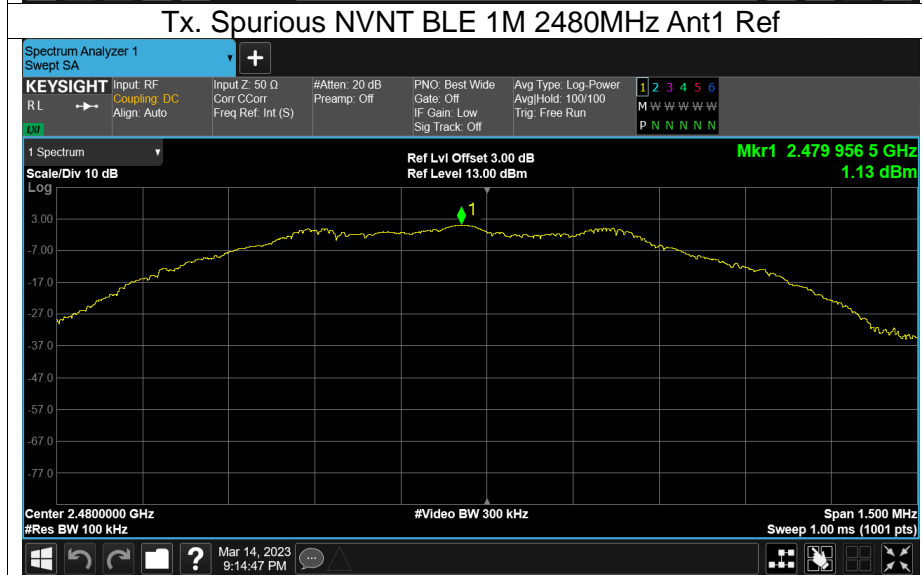 Tx. Spurious NVNT BLE 1M 2480MHz Ant1 Ref
Spectrum Analyzer 1
Swept SA
+
KEYSIGHT
R L
LXI
Input: RF
Coupling: DC
Align: Auto
Input Z: 50 Ω
Corr CCorr
Freq Ref: Int (S)
#Atten: 20 dB
Preamp: Off
PNO: Best Wide
Gate: Off
IF Gain: Low
Sig Track: Off
Avg Type: Log-Power
Avg|Hold: 100/100
Trig: Free Run
1 2 3 4 5 6
M W W W W W
P N N N N N
1 Spectrum
Scale/Div 10 dB
Ref Lvl Offset 3.00 dB
Ref Level 13.00 dBm
Mkr1 2.479 956 5 GHz
1.13 dBm
Log
1
3.00
-7.00
-17.0
-27.0
-37.0
-47.0
-57.0
-67.0
-77.0
Center 2.4800000 GHz
#Res BW 100 kHz
#Video BW 300 kHz
Span 1.500 MHz
Sweep 1.00 ms (1001 pts)
?
Mar 14, 2023
9:14:47 PM